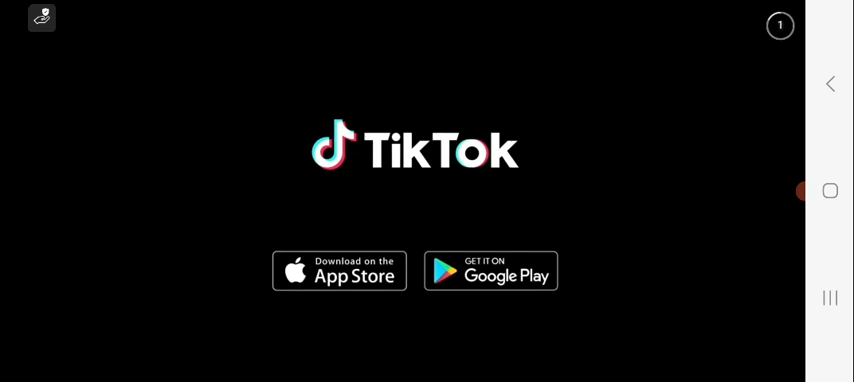 1
TikTok
Download on the
App Store
GET IT ON
Google Play